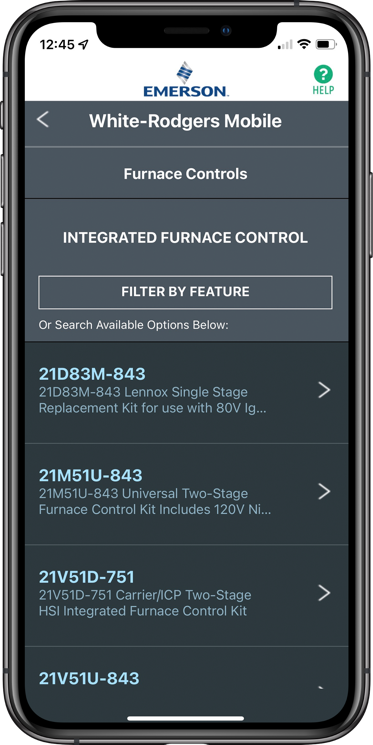 12:45
EMERSON.
?
HELP
White-Rodgers Mobile
Furnace Controls
INTEGRATED FURNACE CONTROL
FILTER BY FEATURE
Or Search Available Options Below:
21D83M-843
21D83M-843 Lennox Single Stage
Replacement Kit for use with 80V Ig...
21M51U-843
21M51U-843 Universal Two-Stage
Furnace Control Kit Includes 120V Ni...
21V51D-751
21V51D-751 Carrier/ICP Two-Stage
HSI Integrated Furnace Control Kit
21V51U-843